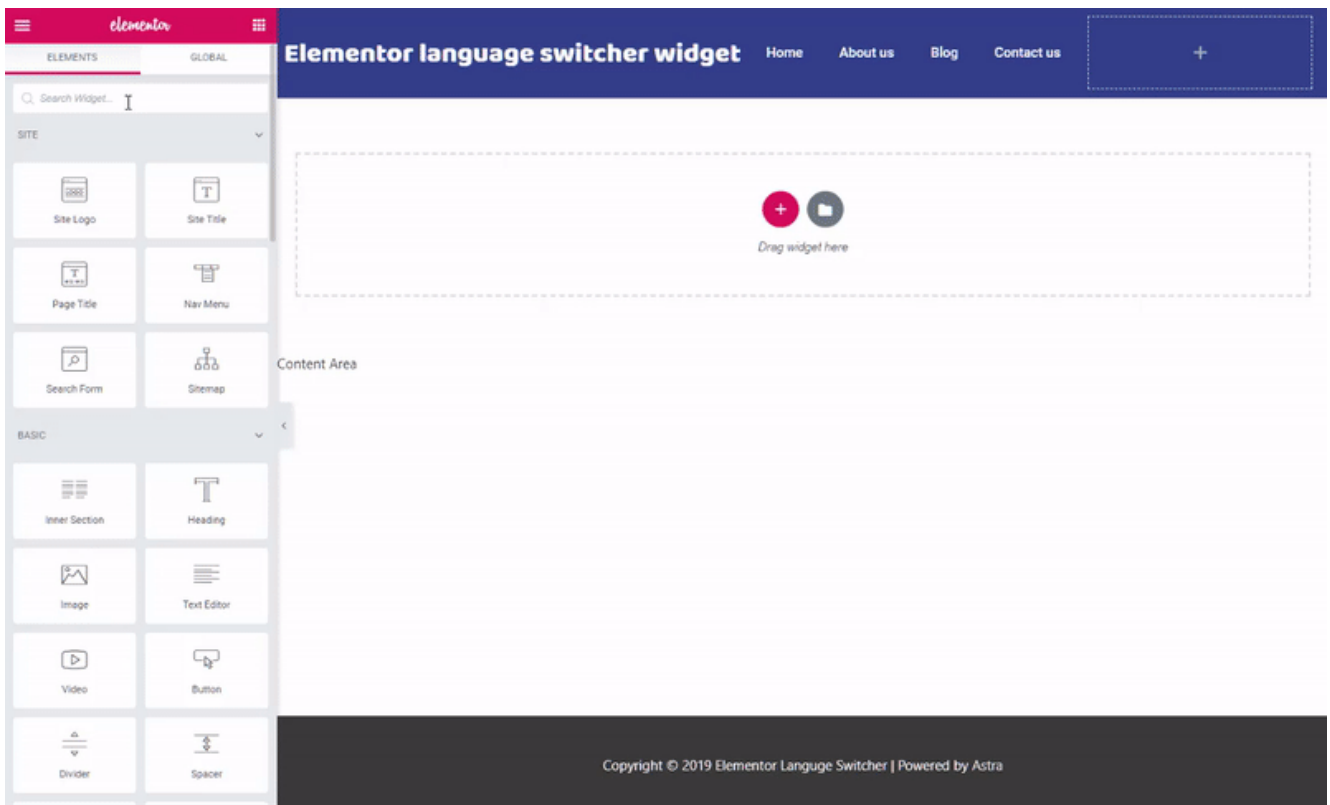 elementor
ELEMENTS GLOBAL
Search Widget...
SITE
Site Logo Site Title
Page Title Nav Menu
Search Form Sitemap
BASIC
Inner Section Heading
Image Text Editor
Video Button
Divider Spacer
Elementor language switcher widget Home About us Blog Contact us
Drag widget here
Content Area
Copyright © 2019 Elementor Languge Switcher | Powered by Astra